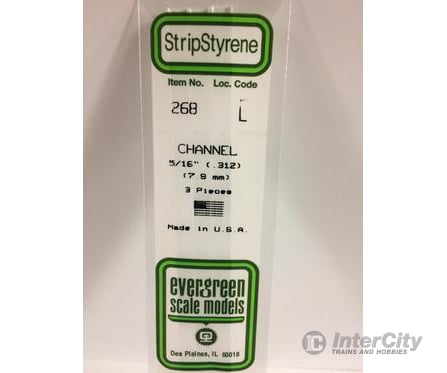 StripStyrene
Item No. Loc. Code
268 L
CHANNEL
5/16" (.312)
(7.9 mm)
3 Pieces
Made in U.S.A.
evergreen
scale models
Des Plaines, IL 60018
InterCity
TRAINS AND HOBBIES